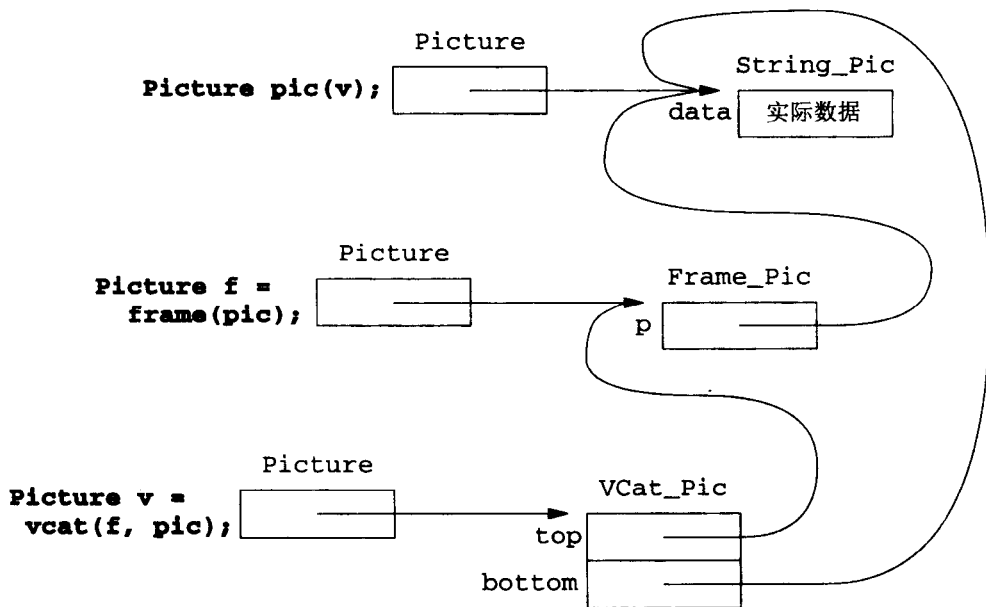 Picture
String_Pic
Picture pic(v);
data
实际数据
Picture
Frame_Pic
Picture f =
frame(pic);
p
Picture
VCat_Pic
Picture v =
vcat(f, pic);
top
bottom